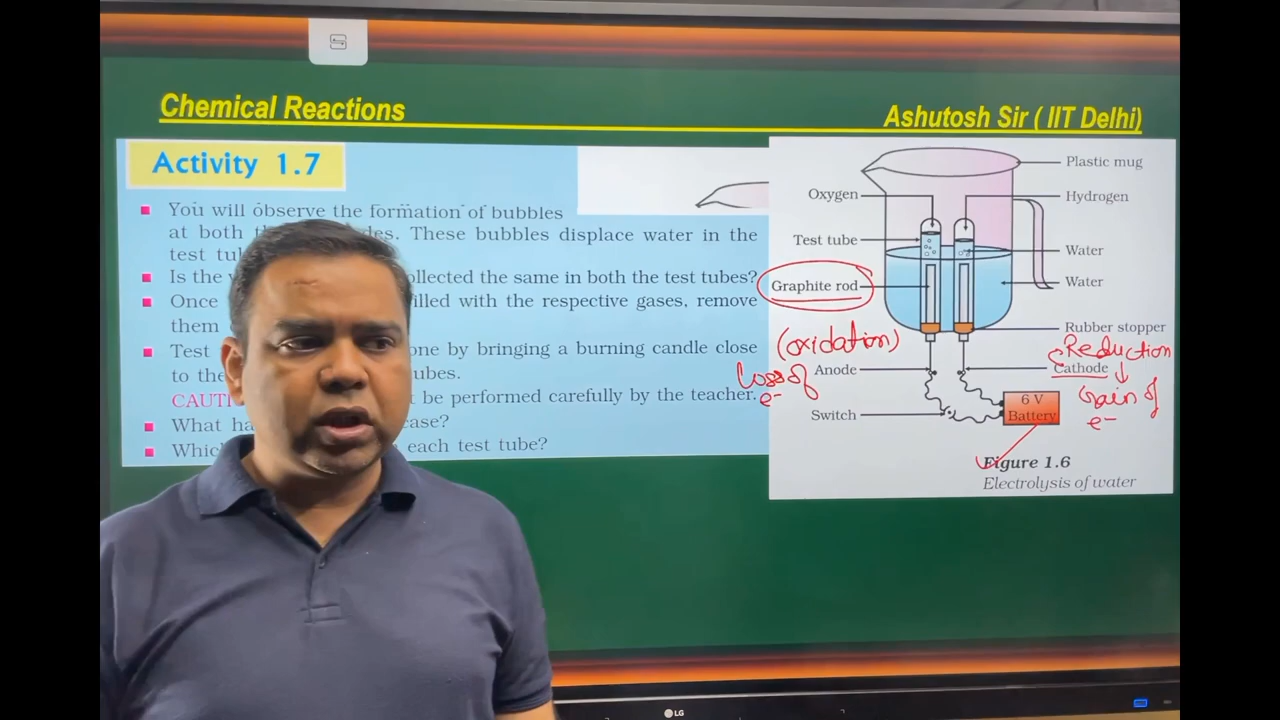 Chemical Reactions
Ashutosh Sir ( IIT Delhi)
Activity 1.7
You will observe the formation of bubbles
at both des. These bubbles displace water in the
test
Is the ollected the same in both the test tubes?
Once illed with the respective gases, remove
them
Test one by bringing a burning candle close
to the ubes.
CAUTI be performed carefully by the teacher.
What ha case?
Which each test tube?
Plastic mug
Oxygen
Hydrogen
Test tube
Water
Graphite rod
Water
Rubber stopper
(oxidation)
Reduction
Anode
Cathode
Loss of
e-
Gain of
e-
Switch
6 V
Battery
Figure 1.6
Electrolysis of water
LG